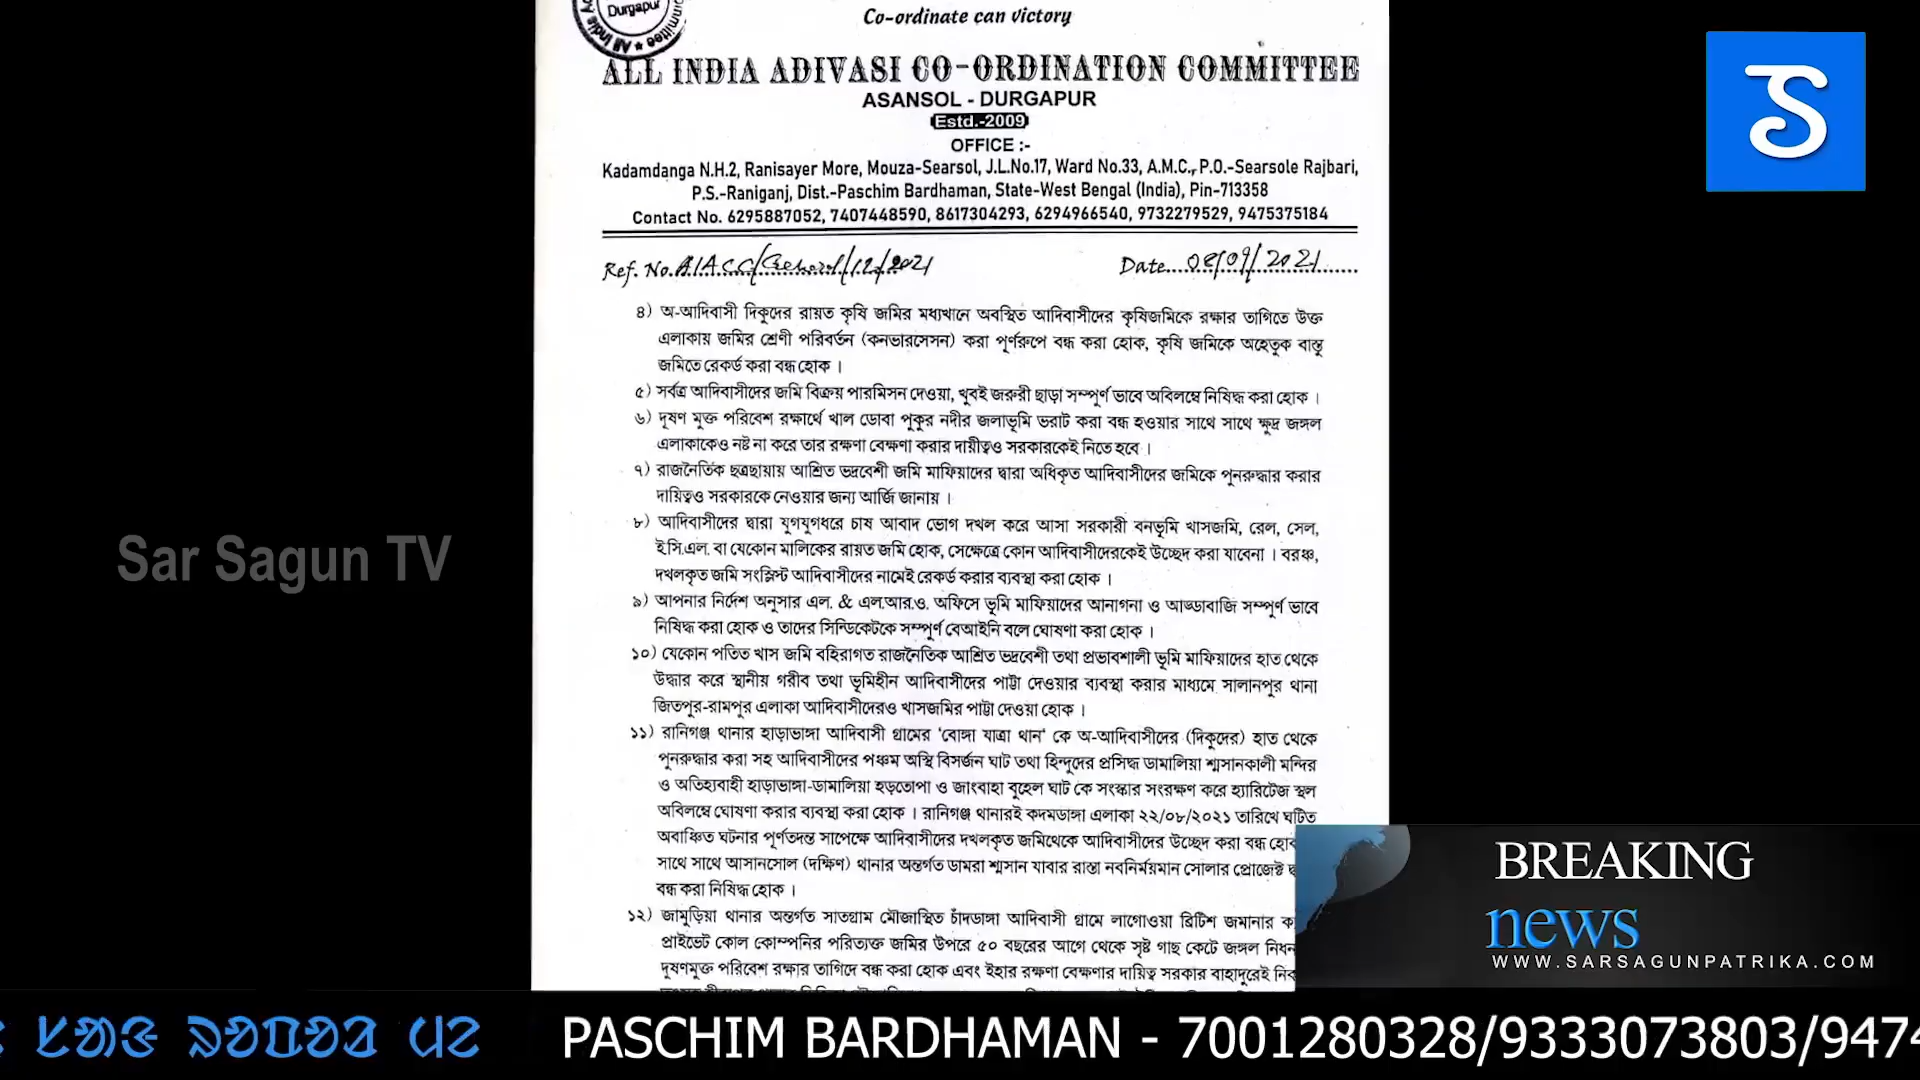 Durgapur
Co-ordinate can victory
ALL INDIA ADIVASI CO-ORDINATION COMMITTEE
ASANSOL - DURGAPUR
Estd.-2009
OFFICE :-
Kadamdanga N.H.2, Ranisayer More, Mouza-Searsol, J.L.No.17, Ward No.33, A.M.C., P.O.-Searsole Rajbari,
P.S.-Raniganj, Dist.-Paschim Bardhaman, State-West Bengal (India), Pin-713358
Contact No. 6295887052, 7407448590, 8617304293, 6294966540, 9732279529, 9475375184
Ref. No. AIACC/General/12/2021 Date 08/09/2021
৪) অ-আদিবাসী দিকুদের রায়ত কৃষি জমির মধ্যখানে অবস্থিত আদিবাসীদের কৃষিজমিকে রক্ষার তাগিতে উক্ত
এলাকায় জমির শ্রেণী পরিবর্তন (কনভারসেসন) করা পূর্ণরুপে বন্ধ করা হোক, কৃষি জমিকে অহেতুক বাস্তু
জমিতে রেকর্ড করা বন্ধ হোক ।
৫) সর্বত্র আদিবাসীদের জমি বিক্রয় পারমিসন দেওয়া, খুবই জরুরী ছাড়া সম্পুর্ণ ভাবে অবিলম্বে নিষিদ্ধ করা হোক ।
৬) দূষণ মুক্ত পরিবেশ রক্ষার্থে খাল ডোবা পুকুর নদীর জলাভূমি ভরাট করা বন্ধ হওয়ার সাথে সাথে ক্ষুদ্র জঙ্গল
এলাকাকেও নষ্ট না করে তার রক্ষণা বেক্ষণা করার দায়ীত্বও সরকারকেই নিতে হবে ।
৭) রাজনৈতিক ছত্রছায়ায় আশ্রিত ভদ্রবেশী জমি মাফিয়াদের দ্বারা অধিকৃত আদিবাসীদের জমিকে পুনরুদ্ধার করার
দায়িত্বও সরকারকে নেওয়ার জন্য আর্জি জানায় ।
৮) আদিবাসীদের দ্বারা যুগযুগধরে চাষ আবাদ ভোগ দখল করে আসা সরকারী বনভূমি খাসজমি, রেল, সেল,
ই.সি.এল. বা যেকোন মালিকের রায়ত জমি হোক, সেক্ষেত্রে কোন আদিবাসীদেরকেই উচ্ছেদ করা যাবেনা । বরঞ্চ,
দখলকৃত জমি সংস্লিস্ট আদিবাসীদের নামেই রেকর্ড করার ব্যবস্থা করা হোক ।
৯) আপনার নির্দেশ অনুসার এল. & এল.আর.ও. অফিসে ভূমি মাফিয়াদের আনাগনা ও আড্ডাবাজি সম্পুর্ণ ভাবে
নিষিদ্ধ করা হোক ও তাদের সিন্ডিকেটকে সম্পুর্ণ বেআইনি বলে ঘোষণা করা হোক ।
১০) যেকোন পতিত খাস জমি বহিরাগত রাজনৈতিক আশ্রিত ভদ্রবেশী তথা প্রভাবশালী ভূমি মাফিয়াদের হাত থেকে
উদ্ধার করে স্থানীয় গরীব তথা ভূমিহীন আদিবাসীদের পাট্টা দেওয়ার ব্যবস্থা করার মাধ্যমে সালানপুর থানা
জিতপুর-রামপুর এলাকা আদিবাসীদেরও খাসজমির পাট্টা দেওয়া হোক ।
১১) রানিগঞ্জ থানার হাড়াভাঙ্গা আদিবাসী গ্রামের 'বোঙ্গা যাত্রা থান' কে অ-আদিবাসীদের (দিকুদের) হাত থেকে
পুনরুদ্ধার করা সহ আদিবাসীদের পঞ্চম অস্থি বিসর্জন ঘাট তথা হিন্দুদের প্রসিদ্ধ ডামালিয়া শ্মসানকালী মন্দির
ও অতিহ্যবাহী হাড়াভাঙ্গা-ডামালিয়া হড়তোপা ও জাংবাহা বুহেল ঘাট কে সংস্কার সংরক্ষণ করে হ্যারিটেজ স্থল
অবিলম্বে ঘোষণা করার ব্যবস্থা করা হোক । রানিগঞ্জ থানারই কদমডাঙ্গা এলাকা ২২/০৮/২০২১ তারিখে ঘটিত
অবাঞ্চিত ঘটনার পূর্ণতদন্ত সাপেক্ষে আদিবাসীদের দখলকৃত জমিথেকে আদিবাসীদের উচ্ছেদ করা বন্ধ হোক
সাথে সাথে আসানসোল (দক্ষিণ) থানার অন্তর্গত ডামরা শ্মসান যাবার রাস্তা নবনির্ময়মান সোলার প্রোজেক্ট
বন্ধ করা নিষিদ্ধ হোক ।
১২) জামুড়িয়া থানার অন্তর্গত সাতগ্রাম মৌজাস্থিত চাঁদডাঙ্গা আদিবাসী গ্রামে লাগোওয়া ব্রিটিশ জমানার
প্রাইভেট কোল কোম্পনির পরিত্যক্ত জমির উপরে ৫০ বছরের আগে থেকে সৃষ্ট গাছ কেটে জঙ্গল নিধন
দূষণমুক্ত পরিবেশ রক্ষার তাগিদে বন্ধ করা হোক এবং ইহার রক্ষণা বেক্ষণার দায়িত্ব সরকার বাহাদুরেই
Sar Sagun TV
BREAKING
news
WWW.SARSAGUNPATRIKA.COM
PASCHIM BARDHAMAN - 7001280328/9333073803/9474